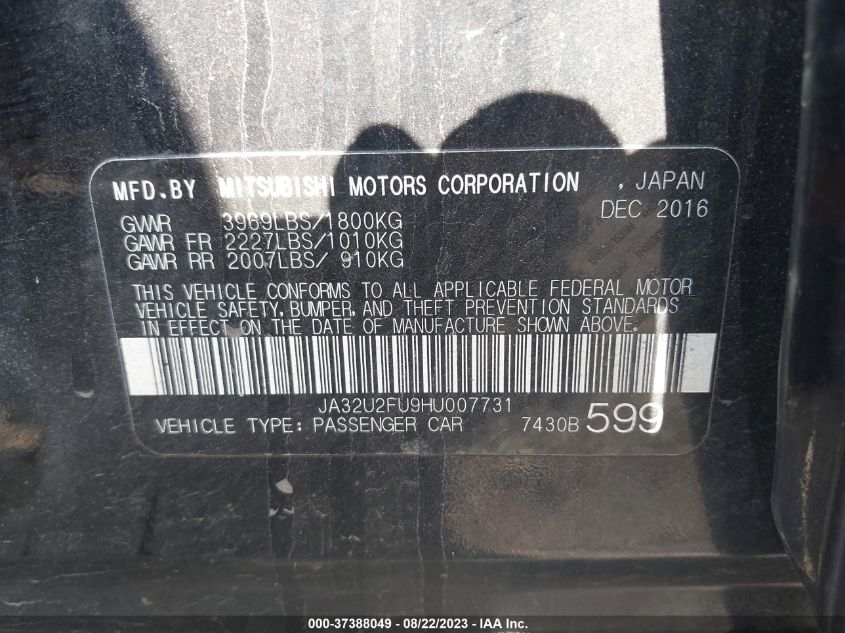 MFD.BY MITSUBISHI MOTORS CORPORATION , JAPAN
DEC 2016
GVWR 3969LBS/1800KG
GAWR FR 2227LBS/1010KG
GAWR RR 2007LBS/ 910KG
THIS VEHICLE CONFORMS TO ALL APPLICABLE FEDERAL MOTOR
VEHICLE SAFETY, BUMPER, AND THEFT PREVENTION STANDARDS
IN EFFECT ON THE DATE OF MANUFACTURE SHOWN ABOVE.
JA32U2FU9HU007731
VEHICLE TYPE: PASSENGER CAR 7430B 599
000-37388049 - 08/22/2023 - IAA Inc.